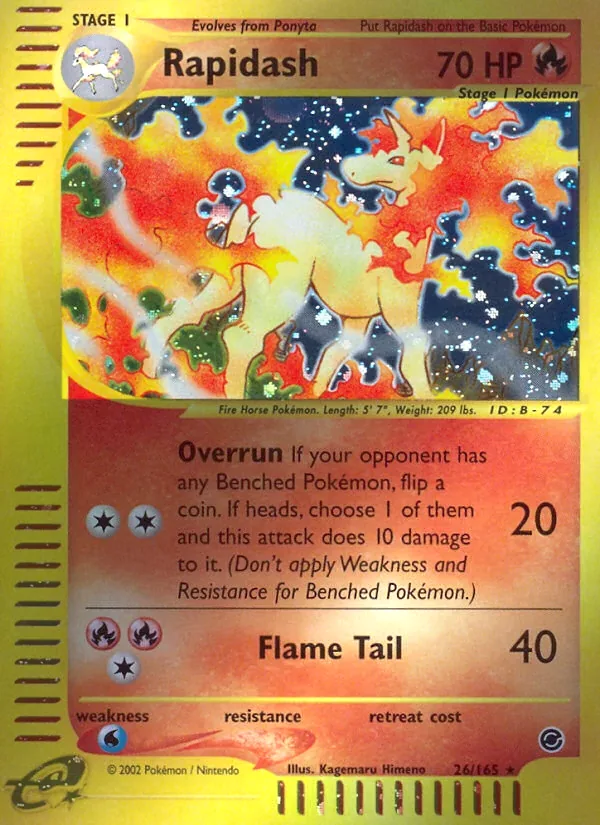 STAGE 1
Evolves from Ponyta
Put Rapidash on the Basic Pokémon
Rapidash
70 HP
Stage 1 Pokémon
Fire Horse Pokémon. Length: 5' 7", Weight: 209 lbs. ID:B-74
Overrun If your opponent has
any Benched Pokémon, flip a
coin. If heads, choose 1 of them
and this attack does 10 damage
to it. (Don't apply Weakness and
Resistance for Benched Pokémon.)
20
Flame Tail
40
weakness
resistance
retreat cost
© 2002 Pokémon / Nintendo
Illus. Kagemaru Himeno
26/165 ★
e